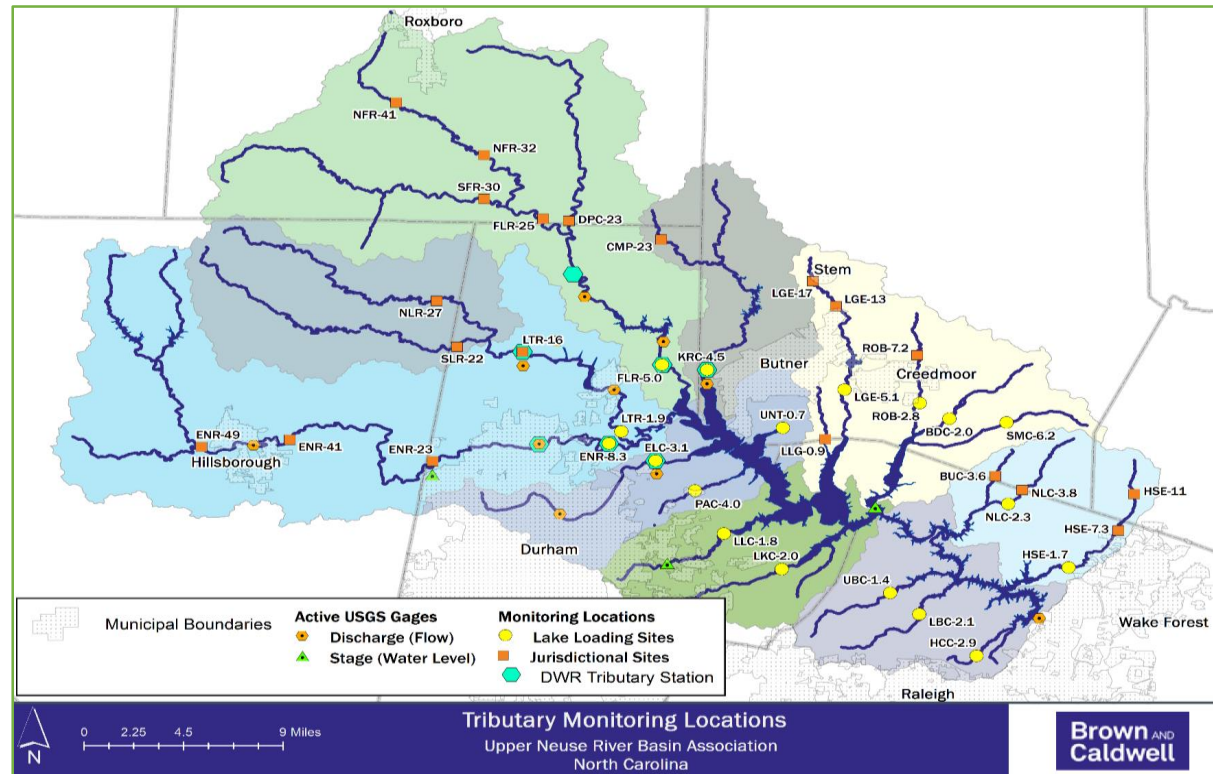 Roxboro
NFR-41
NFR-32
SFR-30
FLR-25
DPC-23
CMP-23
Stem
LGE-17
LGE-13
NLR-27
SLR-22
LTR-16
KRC-4.5
ROB-7.2
Butner
Creedmoor
FLR-5.0
LGE-5.1
ROB-2.8
LTR-1.9
UNT-0.7
BDC-2.0
SMC-6.2
ENR-49
ENR-41
ENR-23
Hillsborough
ENR-8.3
ELC-3.1
LLG-0.9
BUC-3.6
NLC-3.8
HSE-11
PAC-4.0
NLC-2.3
HSE-7.3
Durham
LLC-1.8
LKC-2.0
HSE-1.7
UBC-1.4
LBC-2.1
Wake Forest
HCC-2.9
Raleigh
Municipal Boundaries
Active USGS Gages
Discharge (Flow)
Stage (Water Level)
Monitoring Locations
Lake Loading Sites
Jurisdictional Sites
DWR Tributary Station
N
0 2.25 4.5 9 Miles
Tributary Monitoring Locations
Upper Neuse River Basin Association
North Carolina
Brown AND
Caldwell